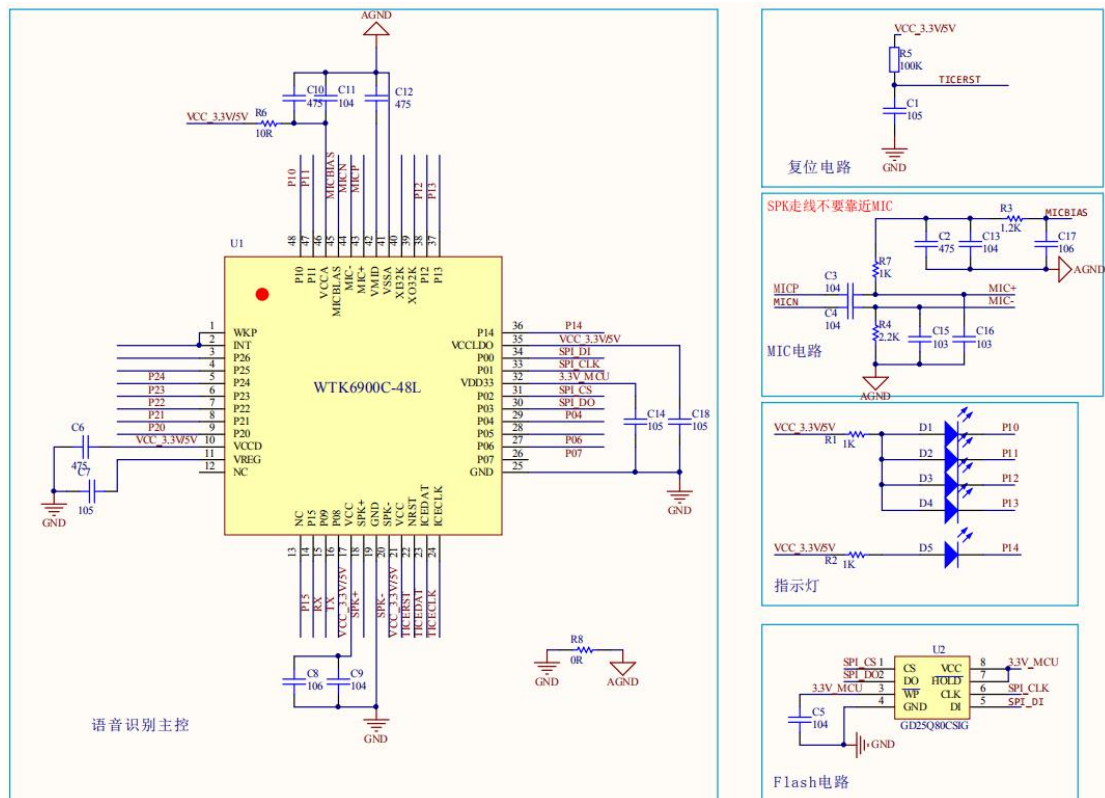 AGND
C10
475
C11
104
C12
475
VCC_3.3V/5V
R6
10R
P10
P11
MICBIAS
MICN
MICP
P12
P13
U1
48
47
46
45
44
43
42
41
40
39
38
37
P10
P11
VCCA
MICBLAS
MIC-
MIC+
VMID
VSSA
XI32K
XO32K
P12
P13
WTK6900C-48L
1 WKP
2 INT
3 P26
4 P25
P24 5 P24
P23 6 P23
P22 7 P22
P21 8 P21
P20 9 P20
VCC_3.3V/5V 10 VCCD
11 VREG
12 NC
C6
475
C7
105
GND
P14 36 P14
VCCLDO 35 VCC_3.3V/5V
P00 34 SPI_DI
P01 33 SPI_CLK
VDD33 32 3.3V_MCU
P02 31 SPI_CS
P03 30 SPI_DO
P04 29 P04
P05 28
P06 27 P06
P07 26 P07
GND 25
C14
105
C18
105
GND
NC
P15
P09
P08
VCC
SPK+
GND
SPK-
VCC
NRST
ICEDAT
ICECLK
13
14
15
16
17
18
19
20
21
22
23
24
P15
RX
TX
VCC_3.3V/5V
SPK+
SPK-
VCC_3.3V/5V
TICERST
TICEDAT
TICECLK
C8
106
C9
104
GND
R8
0R
GND
AGND
语音识别主控
VCC_3.3V/5V
R5
100K
TICERST
C1
105
GND
复位电路
SPK走线不要靠近MIC
R3
1.2K
MICBIAS
C2
475
C13
104
C17
106
AGND
R7
1K
C3
104
MICP
MICN
MIC+
MIC-
C4
104
R4
2.2K
C15
103
C16
103
AGND
MIC电路
VCC_3.3V/5V
R1
1K
D1 P10
D2 P11
D3 P12
D4 P13
VCC_3.3V/5V
R2
1K
D5 P14
指示灯
U2
SPI_CS 1 CS VCC 8 3.3V_MCU
SPI_DO2 DO HOLD 7
3.3V_MCU 3 WP CLK 6 SPI_CLK
4 GND DI 5 SPI_DI
GD25Q80CSIG
C5
104
GND
Flash电路